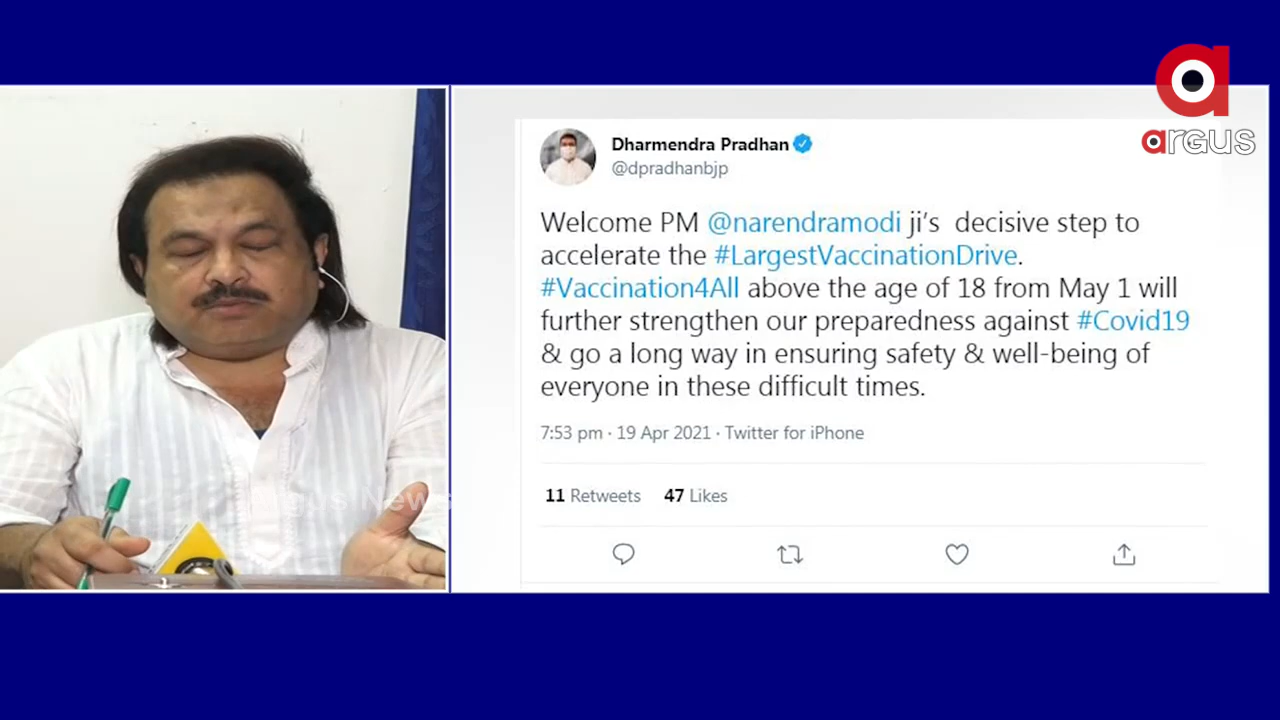 argus
Dharmendra Pradhan
@dpradhanbjp
Welcome PM @narendramodi ji's decisive step to
accelerate the #LargestVaccinationDrive.
#Vaccination4All above the age of 18 from May 1 will
further strengthen our preparedness against #Covid19
& go a long way in ensuring safety & well-being of
everyone in these difficult times.
7:53 pm · 19 Apr 2021 · Twitter for iPhone
11 Retweets 47 Likes
Argus News